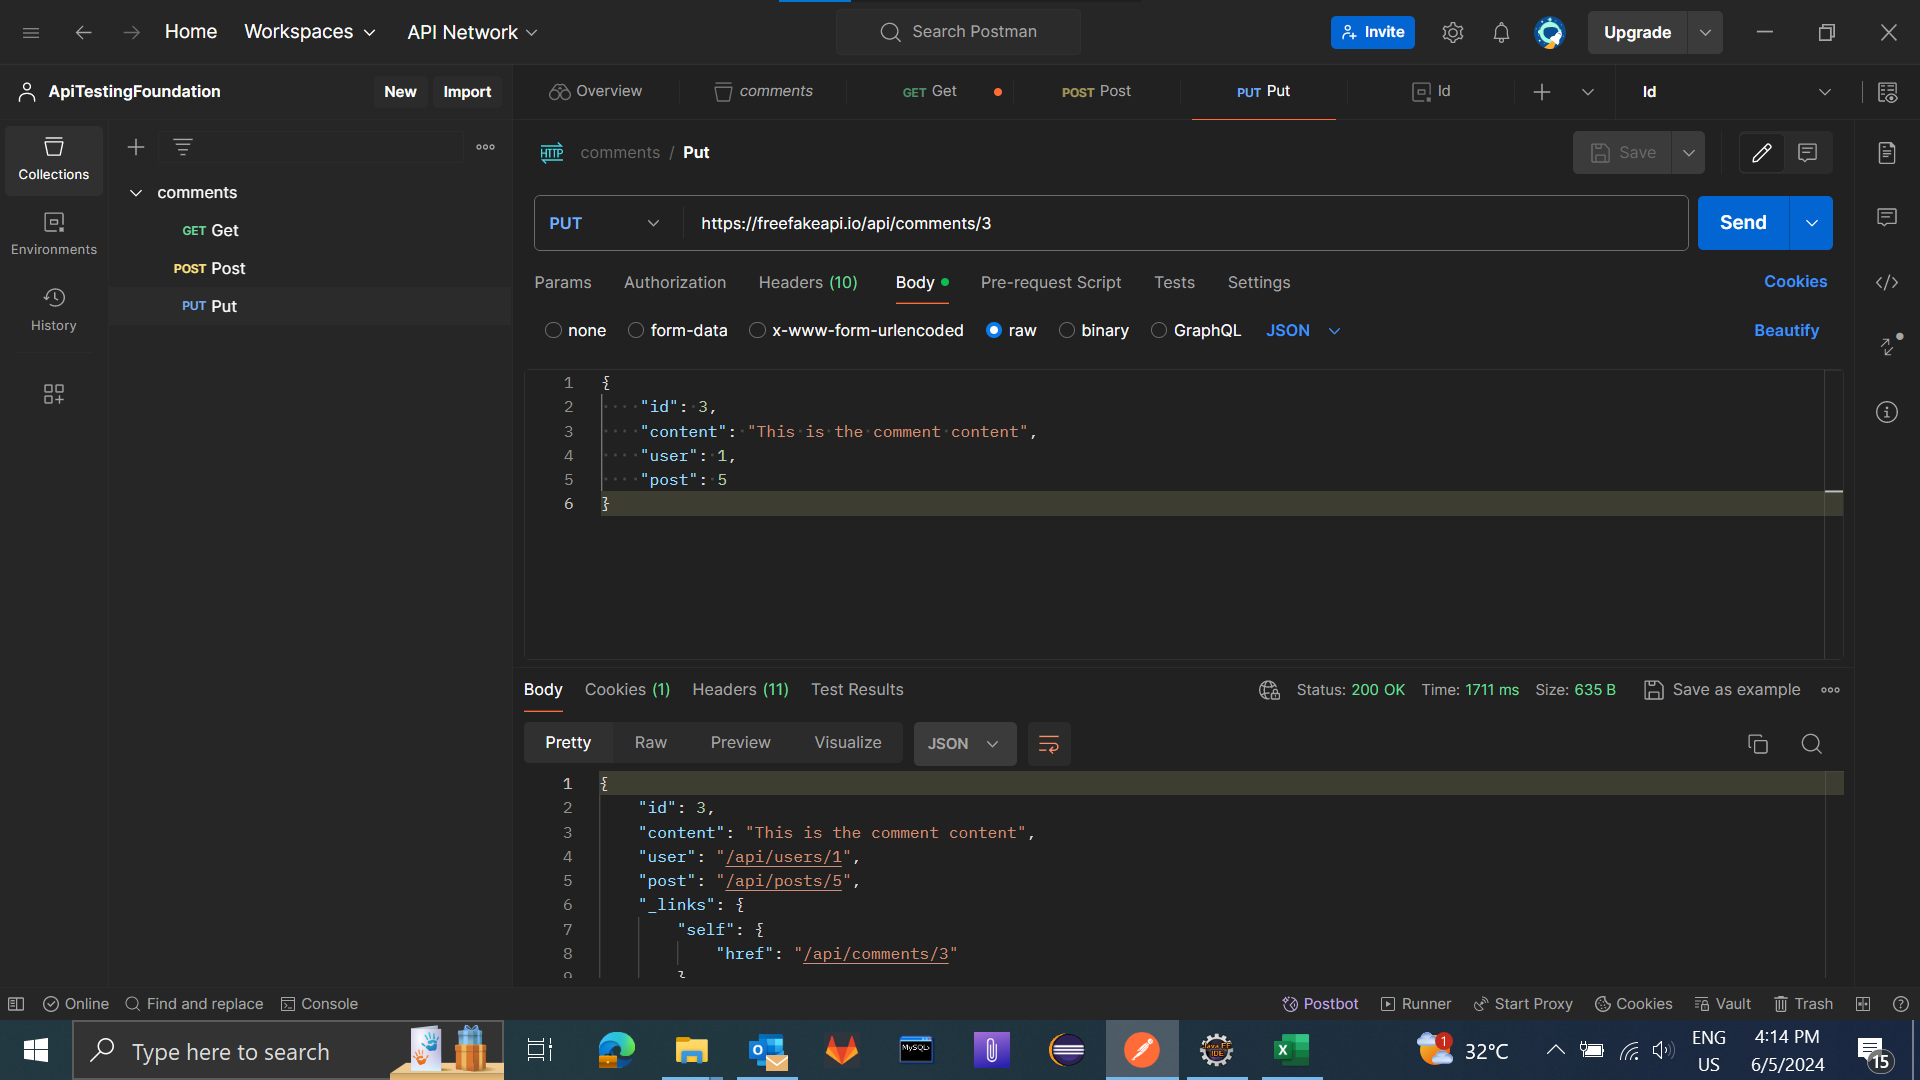 Home Workspaces API Network Search Postman Invite Upgrade
ApiTestingFoundation New Import Overview comments GET Get POST Post PUT Put Id Id
Collections
Environments
History
comments
GET Get
POST Post
PUT Put
HTTP comments / Put Save
PUT https://freefakeapi.io/api/comments/3 Send
Params Authorization Headers (10) Body Pre-request Script Tests Settings Cookies
none form-data x-www-form-urlencoded raw binary GraphQL JSON Beautify
1 {
2 "id": 3,
3 "content": "This is the comment content",
4 "user": 1,
5 "post": 5
6 }
Body Cookies (1) Headers (11) Test Results Status: 200 OK Time: 1711 ms Size: 635 B Save as example
Pretty Raw Preview Visualize JSON
1 {
2 "id": 3,
3 "content": "This is the comment content",
4 "user": "/api/users/1",
5 "post": "/api/posts/5",
6 "_links": {
7 "self": {
8 "href": "/api/comments/3"
9 }
Online Find and replace Console Postbot Runner Start Proxy Cookies Vault Trash
Type here to search MySQL Java EE IDE 1 32°C ENG US 4:14 PM 6/5/2024 15